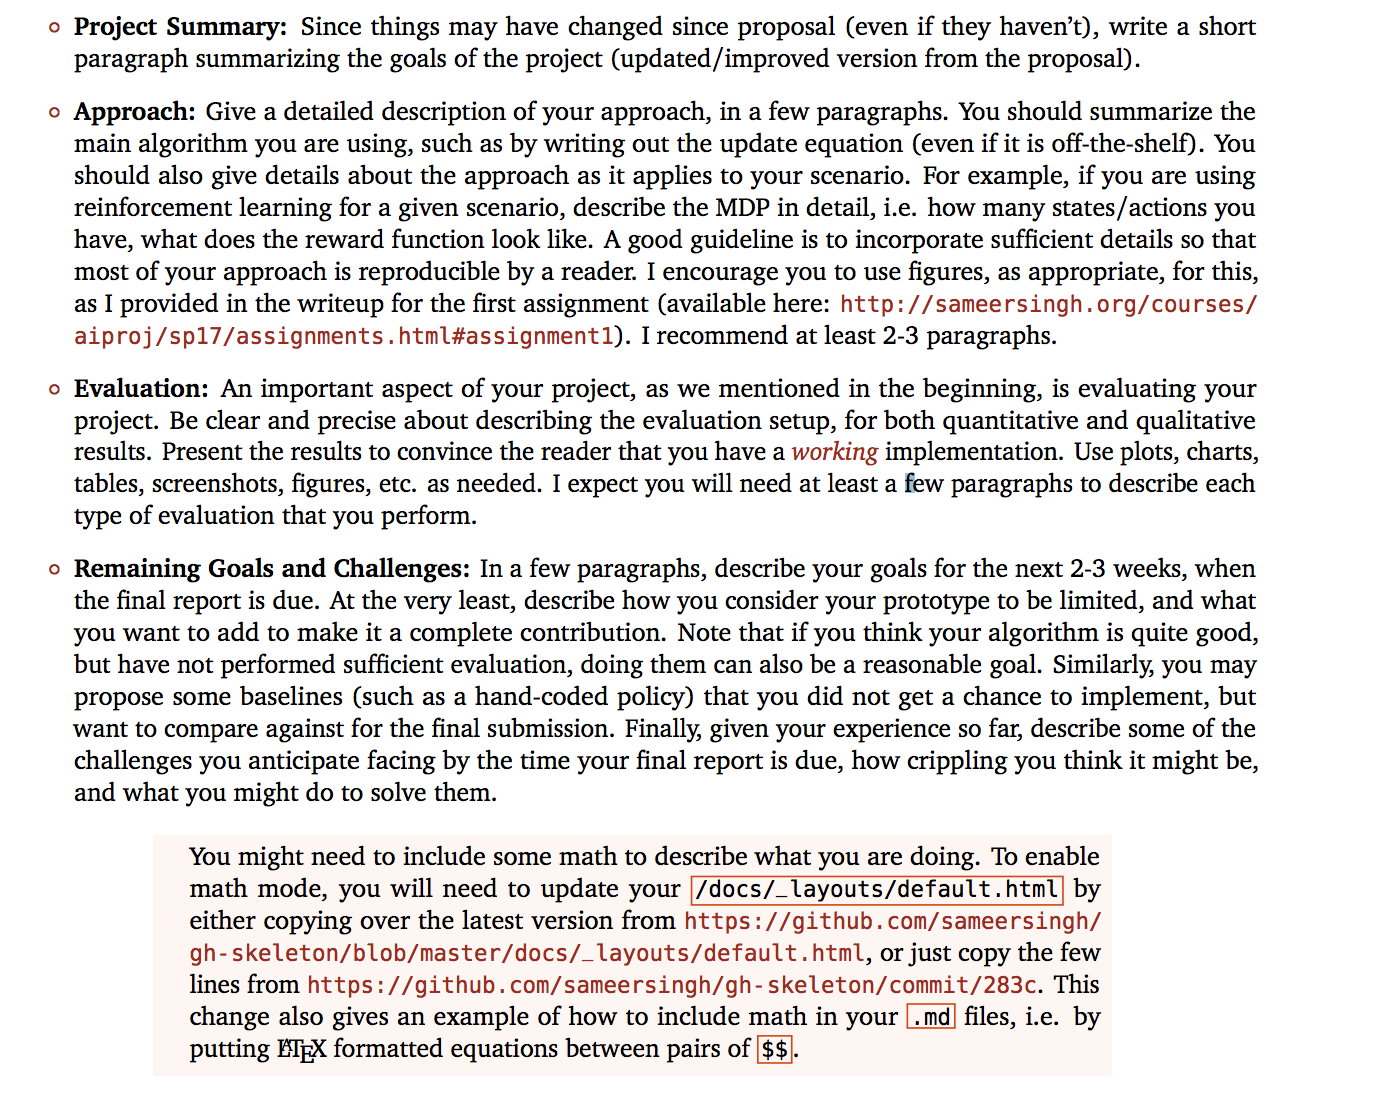 Project Summary: Since things may have changed since proposal (even if they haven’t), write a short
paragraph summarizing the goals of the project (updated/improved version from the proposal).
Approach: Give a detailed description of your approach, in a few paragraphs. You should summarize the
main algorithm you are using, such as by writing out the update equation (even if it is off-the-shelf). You
should also give details about the approach as it applies to your scenario. For example, if you are using
reinforcement learning for a given scenario, describe the MDP in detail, i.e. how many states/actions you
have, what does the reward function look like. A good guideline is to incorporate sufficient details so that
most of your approach is reproducible by a reader. I encourage you to use figures, as appropriate, for this,
as I provided in the writeup for the first assignment (available here: http://sameersingh.org/courses/
aiproj/sp17/assignments.html#assignment1). I recommend at least 2-3 paragraphs.
Evaluation: An important aspect of your project, as we mentioned in the beginning, is evaluating your
project. Be clear and precise about describing the evaluation setup, for both quantitative and qualitative
results. Present the results to convince the reader that you have a working implementation. Use plots, charts,
tables, screenshots, figures, etc. as needed. I expect you will need at least a few paragraphs to describe each
type of evaluation that you perform.
Remaining Goals and Challenges: In a few paragraphs, describe your goals for the next 2-3 weeks, when
the final report is due. At the very least, describe how you consider your prototype to be limited, and what
you want to add to make it a complete contribution. Note that if you think your algorithm is quite good,
but have not performed sufficient evaluation, doing them can also be a reasonable goal. Similarly, you may
propose some baselines (such as a hand-coded policy) that you did not get a chance to implement, but
want to compare against for the final submission. Finally, given your experience so far, describe some of the
challenges you anticipate facing by the time your final report is due, how crippling you think it might be,
and what you might do to solve them.
You might need to include some math to describe what you are doing. To enable
math mode, you will need to update your /docs/_layouts/default.html by
either copying over the latest version from https://github.com/sameersingh/
gh-skeleton/blob/master/docs/_layouts/default.html, or just copy the few
lines from https://github.com/sameersingh/gh-skeleton/commit/283c. This
change also gives an example of how to include math in your .md files, i.e. by
putting LATEX formatted equations between pairs of $$.